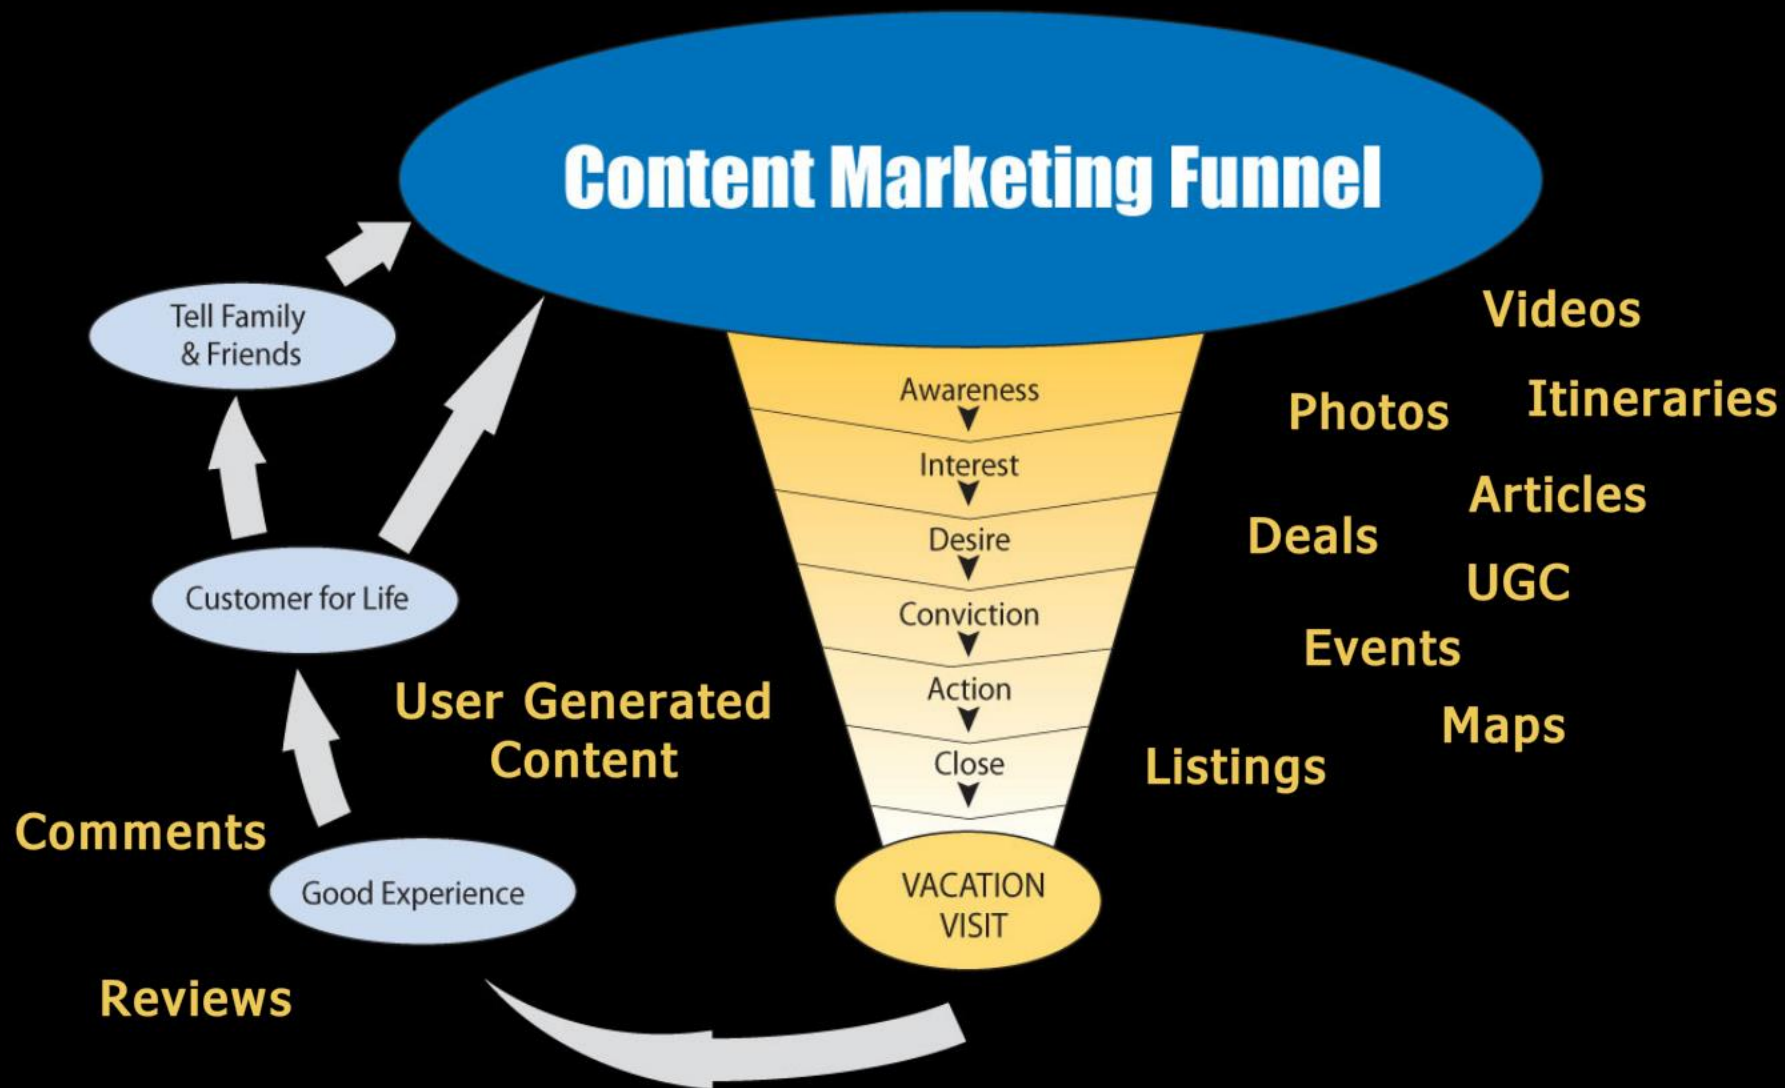 Content Marketing Funnel
Tell Family
& Friends
Customer for Life
Good Experience
Awareness
Interest
Desire
Conviction
Action
Close
VACATION
VISIT
Videos
Itineraries
Photos
Articles
Deals
UGC
Events
Maps
Listings
User Generated
Content
Comments
Reviews